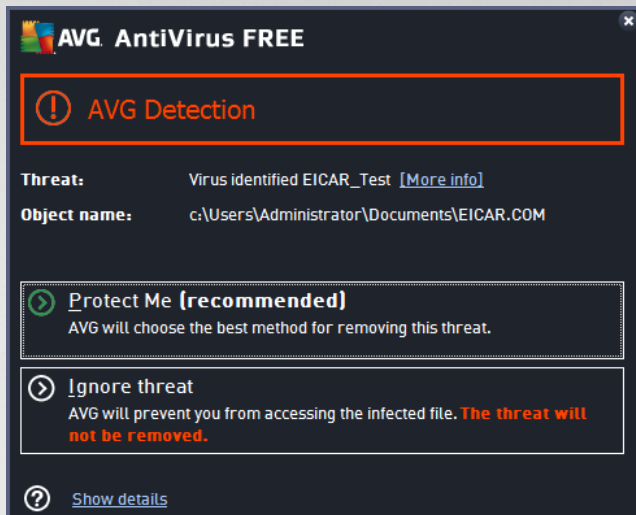 AVG. AntiVirus FREE
AVG Detection
Threat: Virus identified EICAR_Test [More info]
Object name: c:\Users\Administrator\Documents\EICAR.COM
Protect Me (recommended)
AVG will choose the best method for removing this threat.
Ignore threat
AVG will prevent you from accessing the infected file. The threat will
not be removed.
Show details